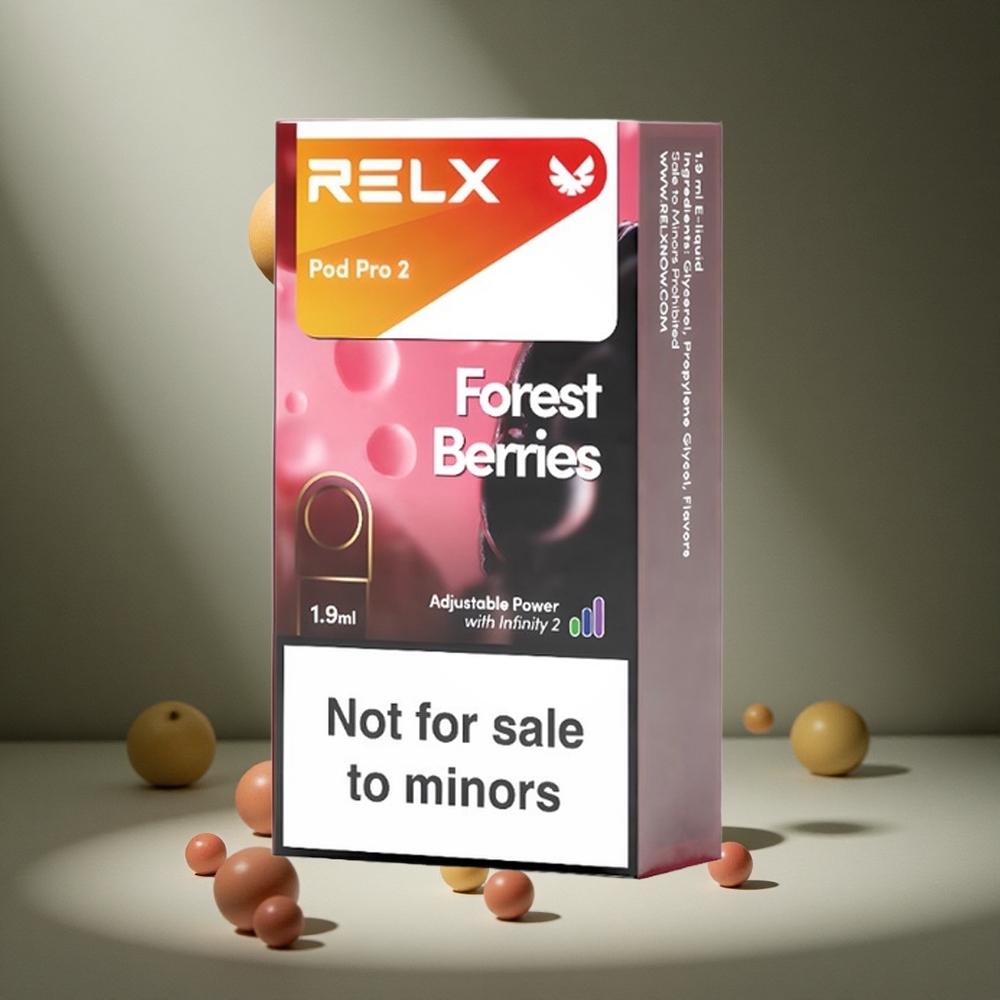 RELX
Pod Pro 2
Forest
Berries
1.9ml
Adjustable Power
with Infinity 2
Not for sale
to minors
1.9 ml E-liquid
Ingredients: Glycerol, Propylene Glycol, Flavors
Sale to Minors Prohibited
WWW.RELXNOW.COM